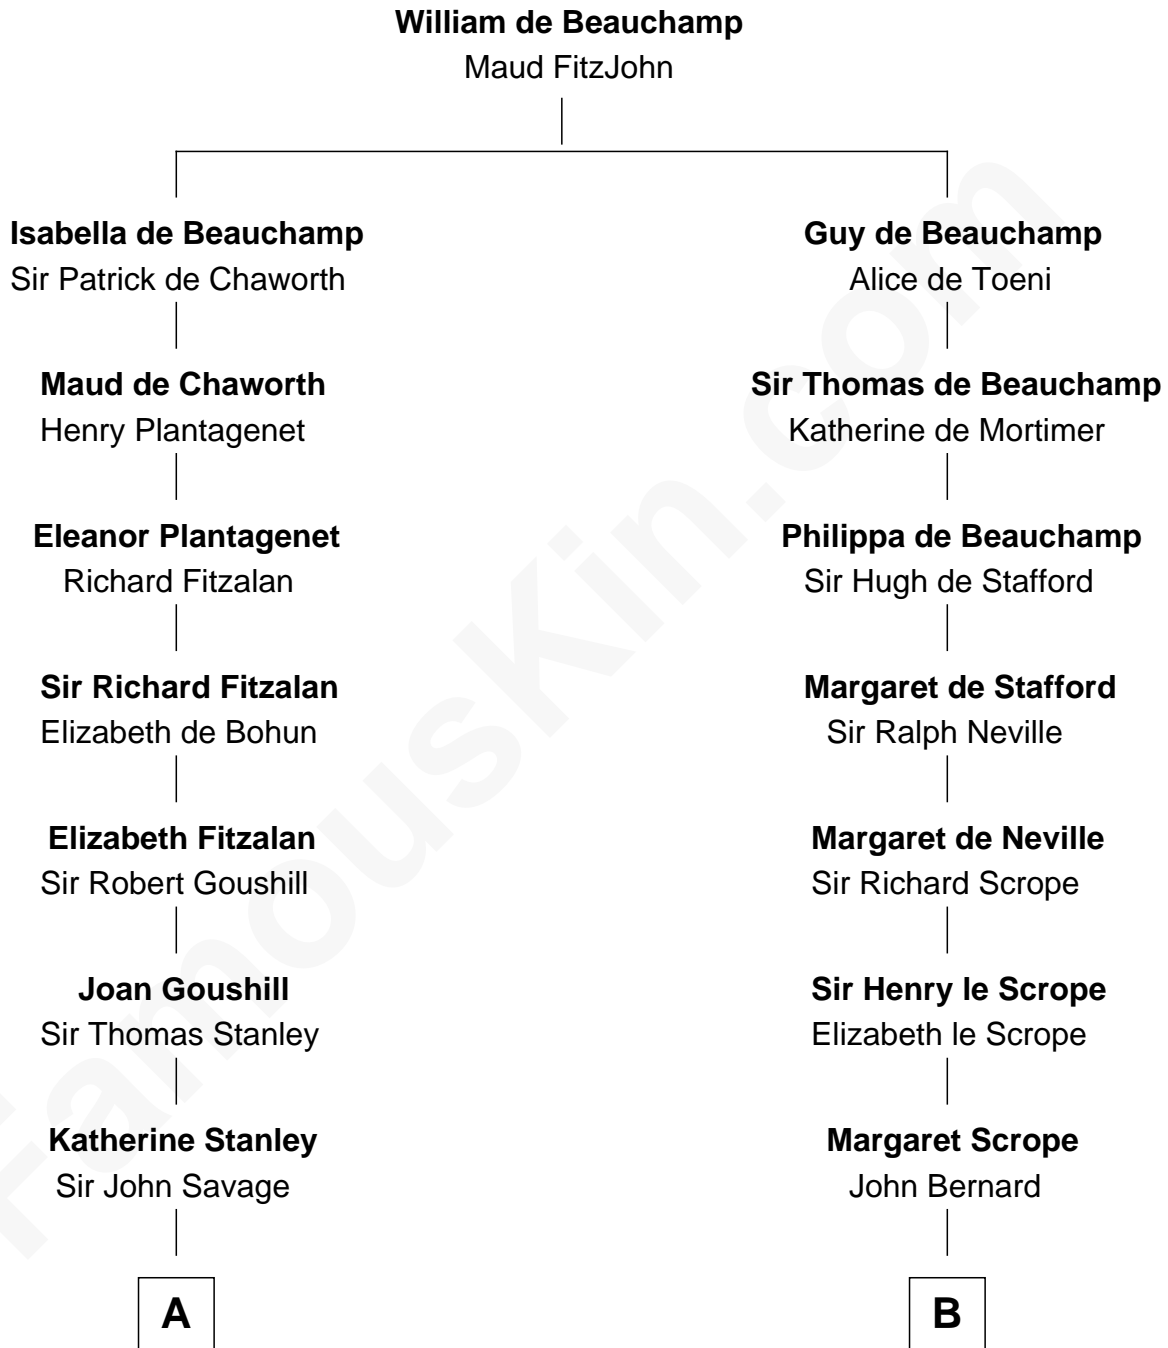 William de Beauchamp
Maud FitzJohn
Isabella de Beauchamp
Sir Patrick de Chaworth
Guy de Beauchamp
Alice de Toeni
Maud de Chaworth
Henry Plantagenet
Sir Thomas de Beauchamp
Katherine de Mortimer
Eleanor Plantagenet
Richard Fitzalan
Philippa de Beauchamp
Sir Hugh de Stafford
Sir Richard Fitzalan
Elizabeth de Bohun
Margaret de Stafford
Sir Ralph Neville
Elizabeth Fitzalan
Sir Robert Goushill
Margaret de Neville
Sir Richard Scrope
Joan Goushill
Sir Thomas Stanley
Sir Henry le Scrope
Elizabeth le Scrope
Katherine Stanley
Sir John Savage
Margaret Scrope
John Bernard
A
B
FamousKin.com